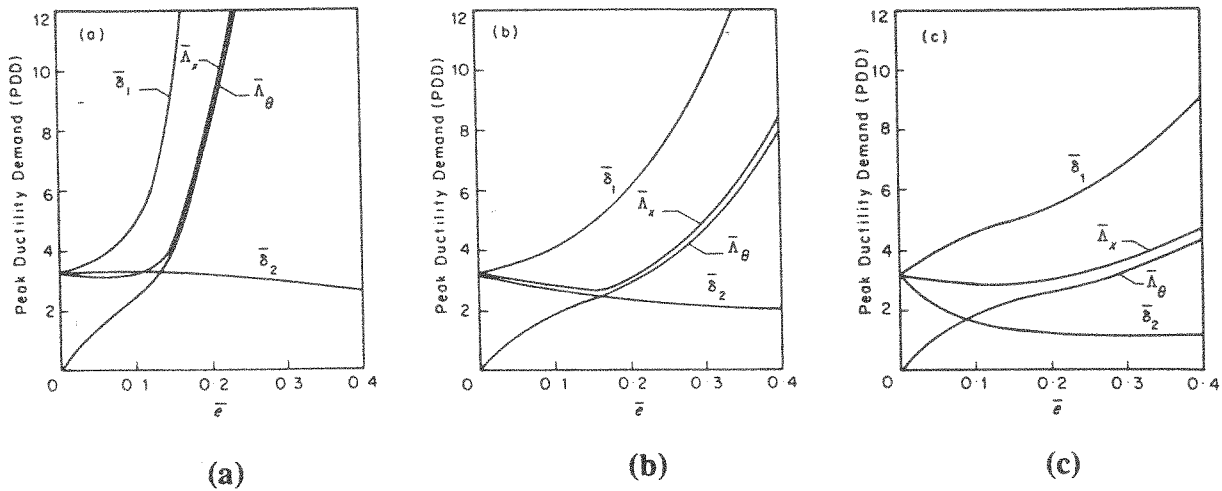 (a)
Peak Ductility Demand (PDD)
12
10
8
6
4
2
0
0·1
0·2
0·3
0·4
ē
δ̄₁
Λ̄ₓ
Λ̄_θ
δ̄₂
(b)
Peak Ductility Demand (PDD)
12
10
8
6
4
2
0
0·1
0·2
0·3
0·4
ē
δ̄₁
Λ̄ₓ
Λ̄_θ
δ̄₂
(c)
Peak Ductility Demand (PDD)
12
10
8
6
4
2
0
0·1
0·2
0·3
0·4
ē
δ̄₁
Λ̄ₓ
Λ̄_θ
δ̄₂
(a)
(b)
(c)